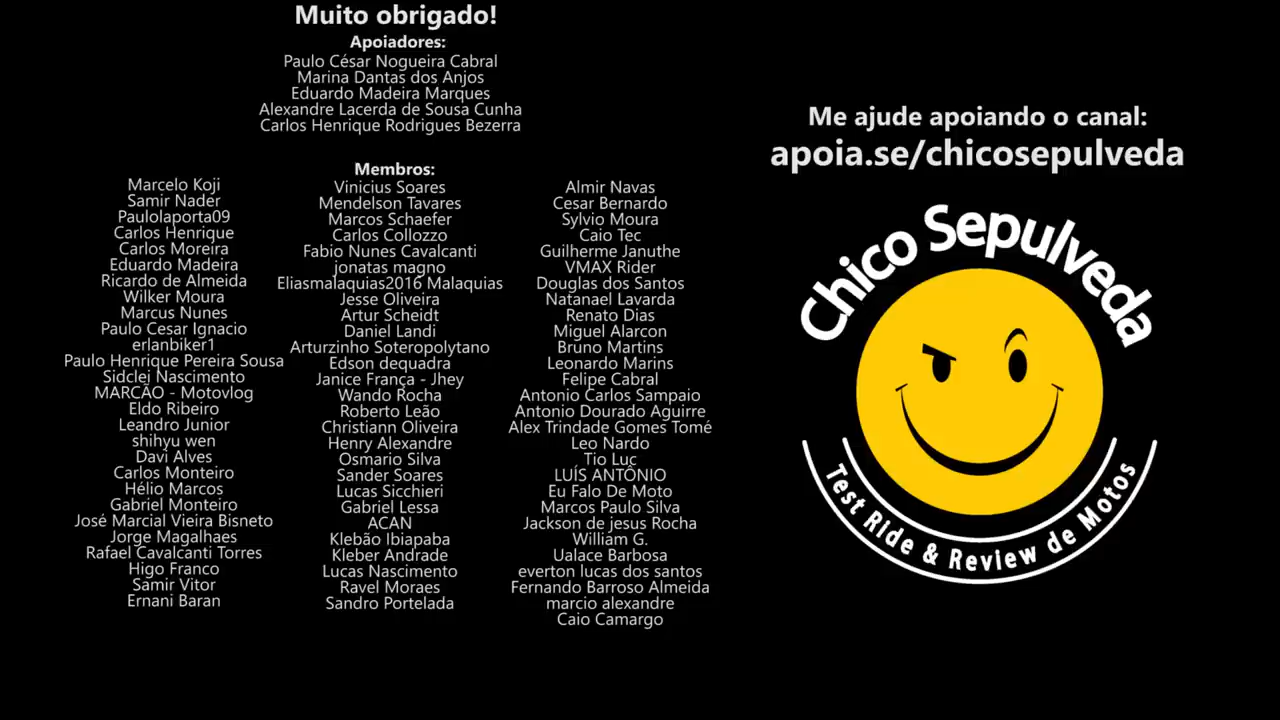 Muito obrigado!
Apoiadores:
Paulo César Nogueira Cabral
Marina Dantas dos Anjos
Eduardo Madeira Marques
Alexandre Lacerda de Sousa Cunha
Carlos Henrique Rodrigues Bezerra
Membros:
Marcelo Koji
Samir Nader
Paulolaporta09
Carlos Henrique
Carlos Moreira
Eduardo Madeira
Ricardo de Almeida
Wilker Moura
Marcus Nunes
Paulo Cesar Ignacio
erlanbiker1
Paulo Henrique Pereira Sousa
Sidclei Nascimento
MARCÃO - Motovlog
Eldo Ribeiro
Leandro Junior
shihyu wen
Davi Alves
Carlos Monteiro
Hélio Marcos
Gabriel Monteiro
José Marcial Vieira Bisneto
Jorge Magalhaes
Rafael Cavalcanti Torres
Higo Franco
Samir Vitor
Ernani Baran
Vinicius Soares
Mendelson Tavares
Marcos Schaefer
Carlos Collozzo
Fabio Nunes Cavalcanti
jonatas magno
Eliasmalaquias2016 Malaquias
Jesse Oliveira
Artur Scheidt
Daniel Landi
Arturzinho Soteropolytano
Edson dequadra
Janice França - Jhey
Wando Rocha
Roberto Leão
Christiann Oliveira
Henry Alexandre
Osmario Silva
Sander Soares
Lucas Sicchieri
Gabriel Lessa
ACAN
Klebão Ibiapaba
Kleber Andrade
Lucas Nascimento
Ravel Moraes
Sandro Portelada
Almir Navas
Cesar Bernardo
Sylvio Moura
Caio Tec
Guilherme Januthe
VMAX Rider
Douglas dos Santos
Natanael Lavarda
Renato Dias
Miguel Alarcon
Bruno Martins
Leonardo Marins
Felipe Cabral
Antonio Carlos Sampaio
Antonio Dourado Aguirre
Alex Trindade Gomes Tomé
Leo Nardo
Tio Luc
LUÍS ANTÔNIO
Eu Falo De Moto
Marcos Paulo Silva
Jackson de jesus Rocha
William G.
Ualace Barbosa
everton lucas dos santos
Fernando Barroso Almeida
marcio alexandre
Caio Camargo
Me ajude apoiando o canal:
apoia.se/chicosepulveda
Chico Sepulveda
Test Ride & Review de Motos